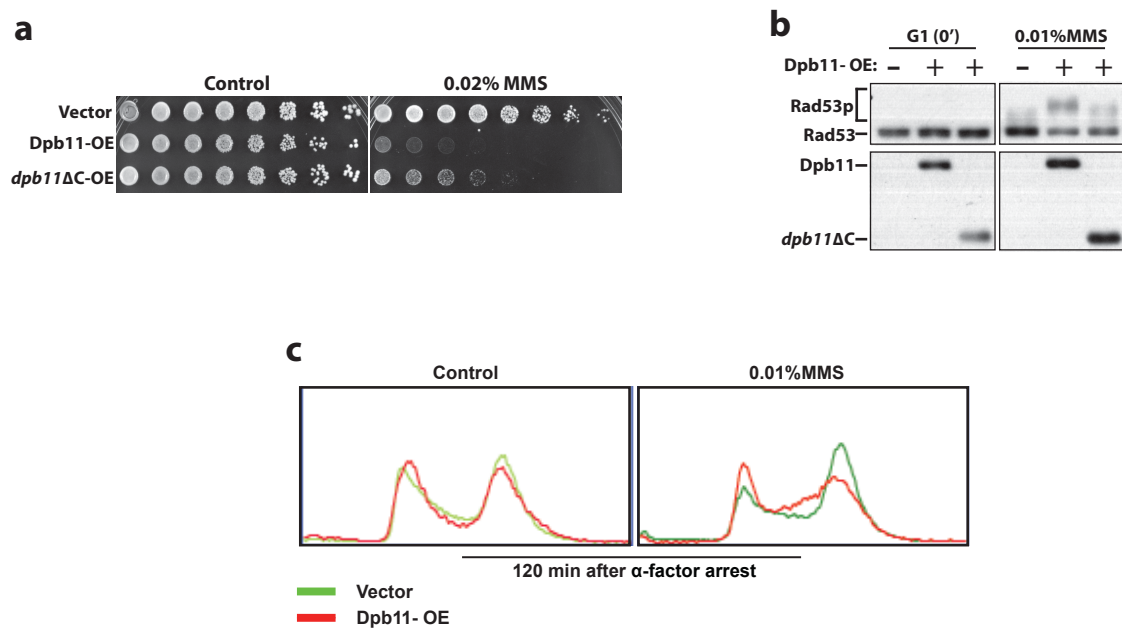 a
Control
0.02% MMS
Vector
Dpb11-OE
dpb11ΔC-OE
b
G1 (0')
0.01%MMS
Dpb11- OE: – + + – + +
Rad53p
Rad53
Dpb11
dpb11ΔC
c
Control
0.01%MMS
120 min after α-factor arrest
Vector
Dpb11- OE